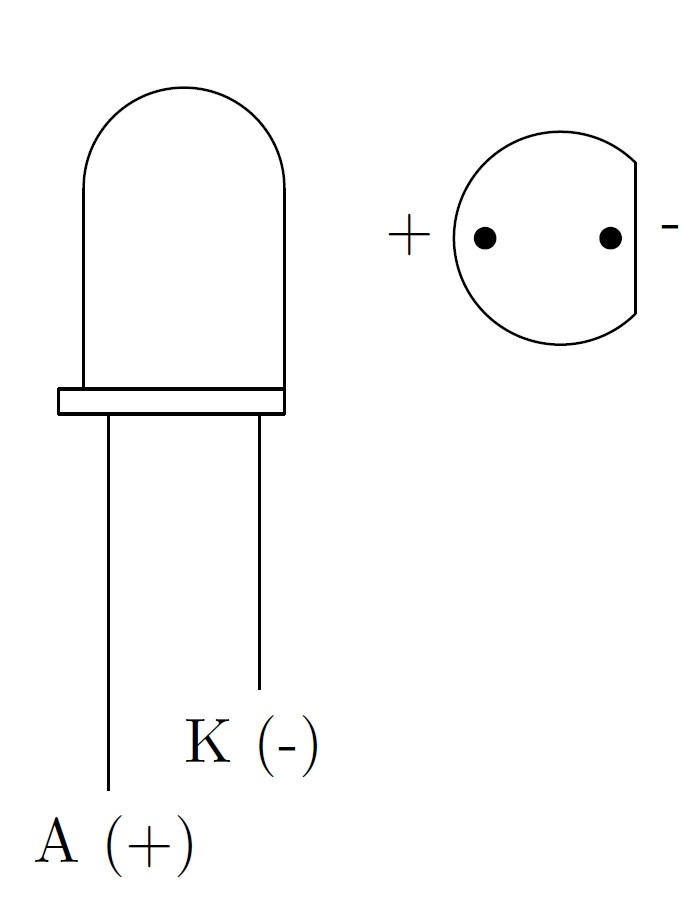 + -
K (-)
A (+)